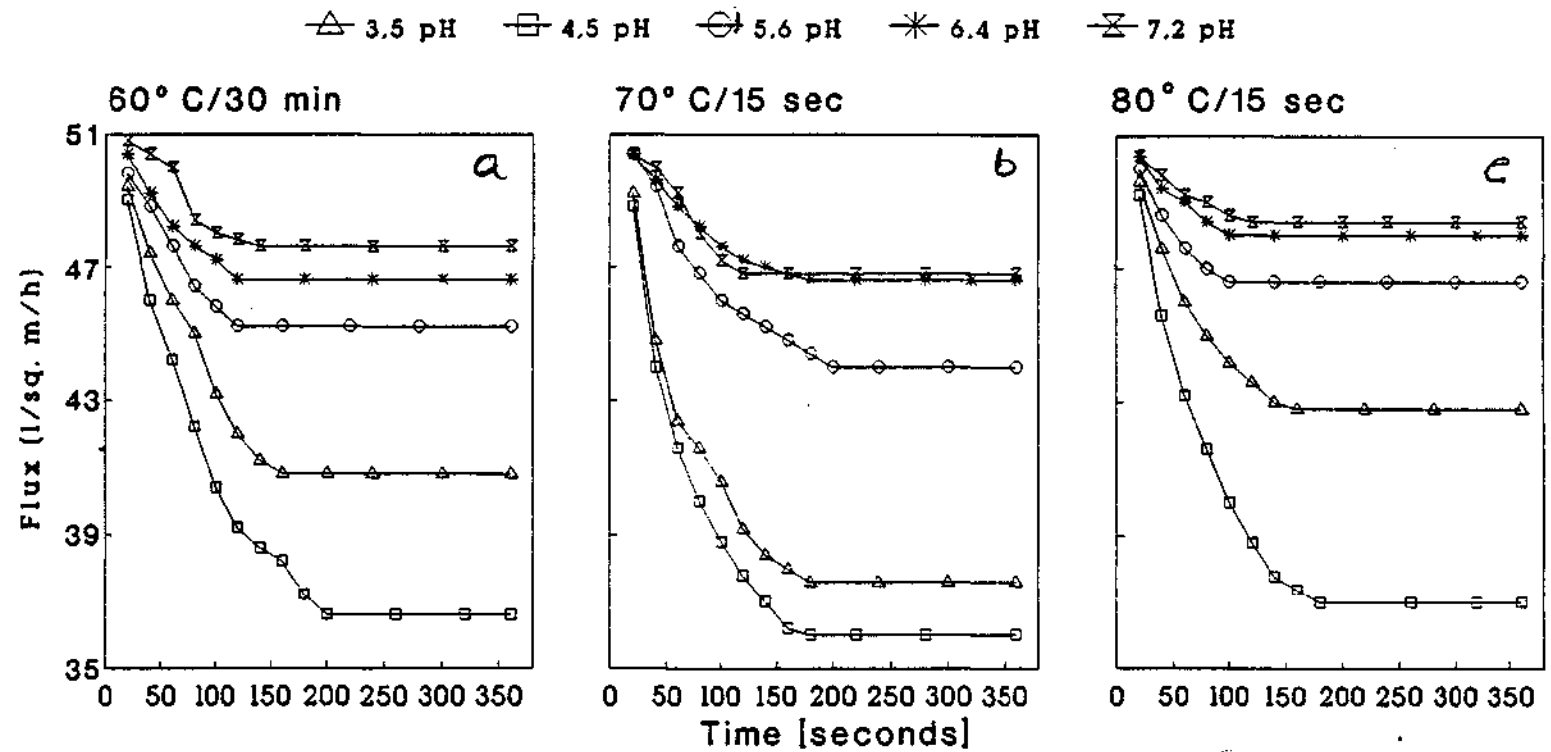 3.5 pH 4.5 pH 5.6 pH 6.4 pH 7.2 pH
60° C/30 min 70° C/15 sec 80° C/15 sec
a b c
51
47
43
39
35
Flux (l/sq. m/h)
0 50 100 150 200 250 300 350 0 50 100 150 200 250 300 350 0 50 100 150 200 250 300 350
Time [seconds]